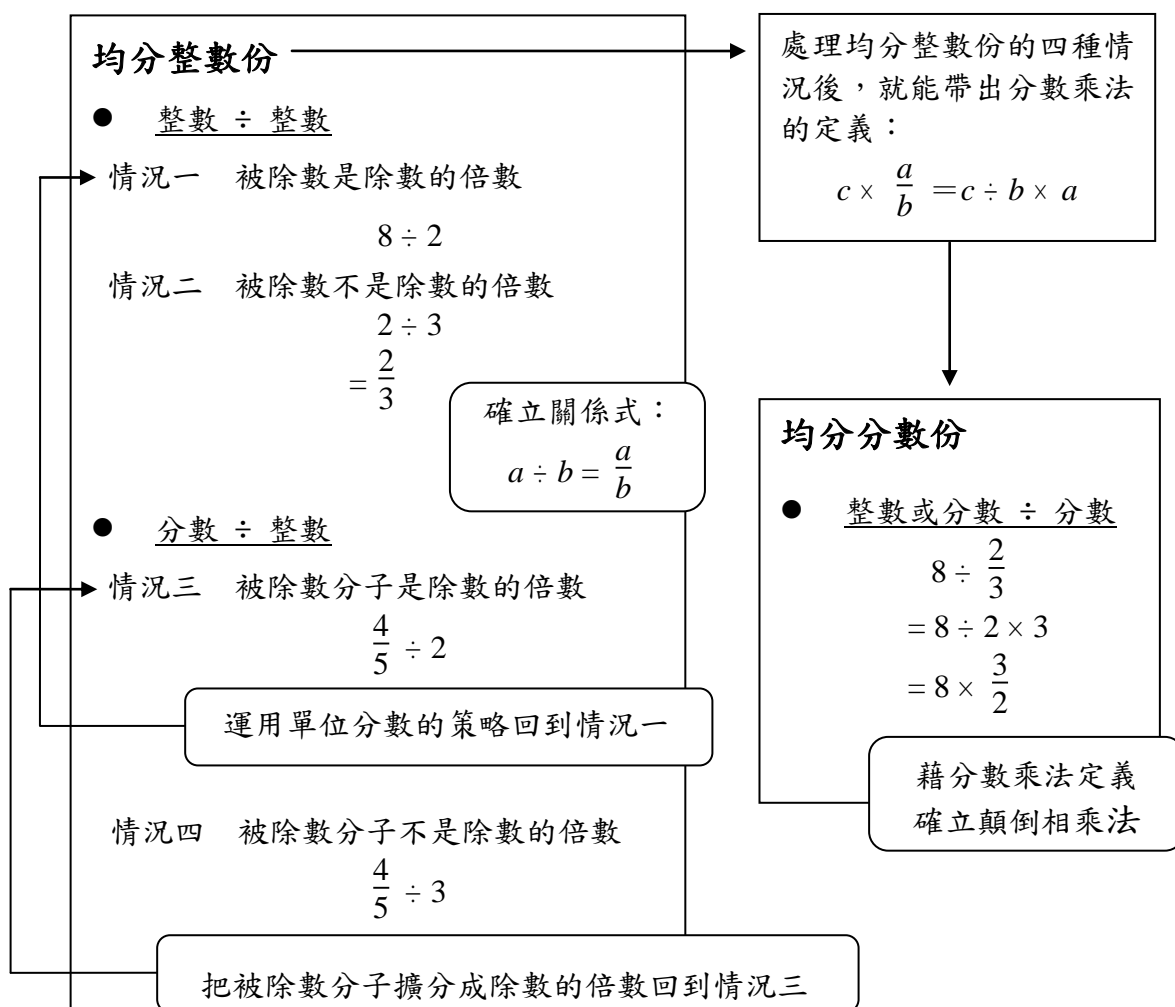 均分整數份
● 整數 ÷ 整數
情況一 被除數是除數的倍數
8 ÷ 2
情況二 被除數不是除數的倍數
2 ÷ 3
= 2/3
確立關係式：
a ÷ b = a/b
● 分數 ÷ 整數
情況三 被除數分子是除數的倍數
4/5 ÷ 2
運用單位分數的策略回到情況一
情況四 被除數分子不是除數的倍數
4/5 ÷ 3
把被除數分子擴分成除數的倍數回到情況三
處理均分整數份的四種情
況後，就能帶出分數乘法
的定義：
c × a/b ＝c ÷ b × a
均分分數份
● 整數或分數 ÷ 分數
8 ÷ 2/3
= 8 ÷ 2 × 3
= 8 × 3/2
藉分數乘法定義
確立顛倒相乘法